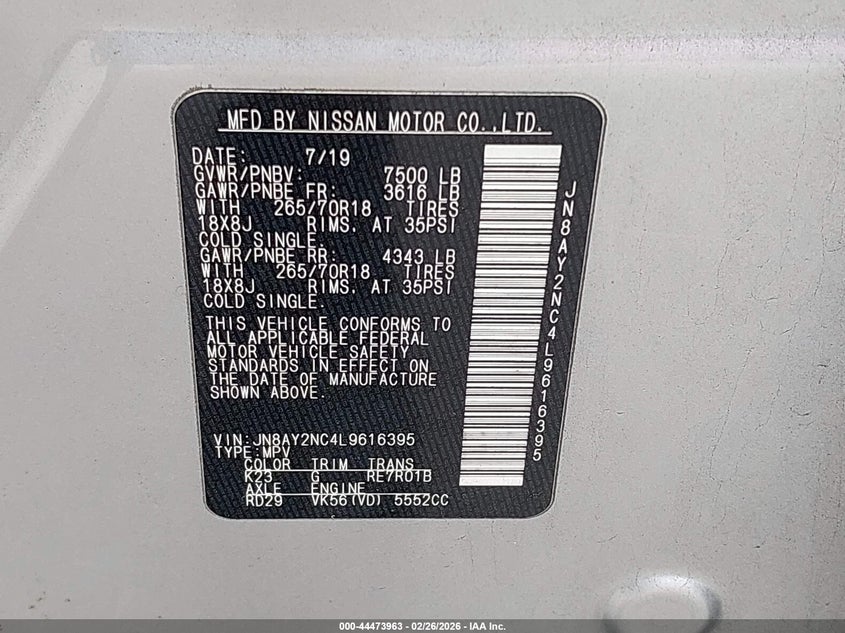 MFD BY NISSAN MOTOR CO.,LTD.
DATE: 7/19
GVWR/PNBV: 7500 LB
GAWR/PNBE FR: 3616 LB
WITH 265/70R18 TIRES
18X8J RIMS, AT 35PSI
COLD SINGLE.
GAWR/PNBE RR: 4343 LB
WITH 265/70R18 TIRES
18X8J RIMS, AT 35PSI
COLD SINGLE.
THIS VEHICLE CONFORMS TO
ALL APPLICABLE FEDERAL
MOTOR VEHICLE SAFETY
STANDARDS IN EFFECT ON
THE DATE OF MANUFACTURE
SHOWN ABOVE.
VIN:JN8AY2NC4L9616395
TYPE:MPV
COLOR TRIM TRANS
K23 G RE7R01B
AXLE ENGINE
RD29 VK56(VD) 5552CC
JN8AY2NC4L9616395
000-44473963 - 02/26/2026 - IAA Inc.